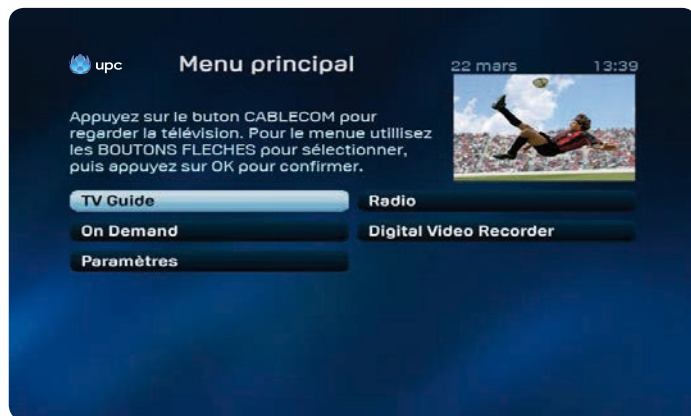 upc
Menu principal
22 mars
13:39
Appuyez sur le buton CABLECOM pour
regarder la télévision. Pour le menue utilisez
les BOUTONS FLECHES pour sélectionner,
puis appuyez sur OK pour confirmer.
TV Guide
Radio
On Demand
Digital Video Recorder
Paramètres